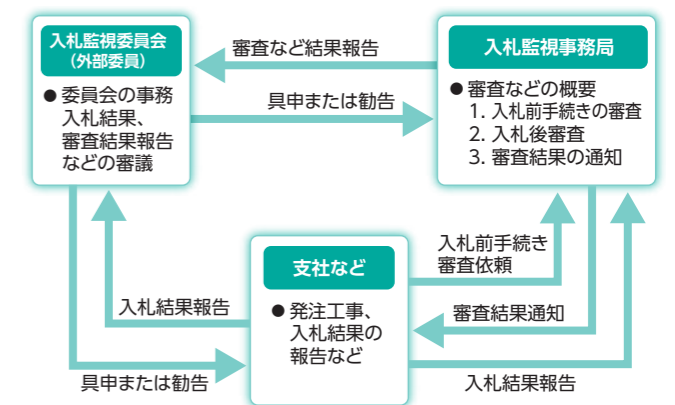 入札監視委員会
（外部委員）
● 委員会の事務
入札結果、
審査結果報告
などの審議
審査など結果報告
具申または勧告
入札監視事務局
● 審査などの概要
1. 入札前手続きの審査
2. 入札後審査
3. 審査結果の通知
支社など
● 発注工事、
入札結果の
報告など
入札前手続き
審査依頼
入札結果報告
審査結果通知
具申または勧告
入札結果報告